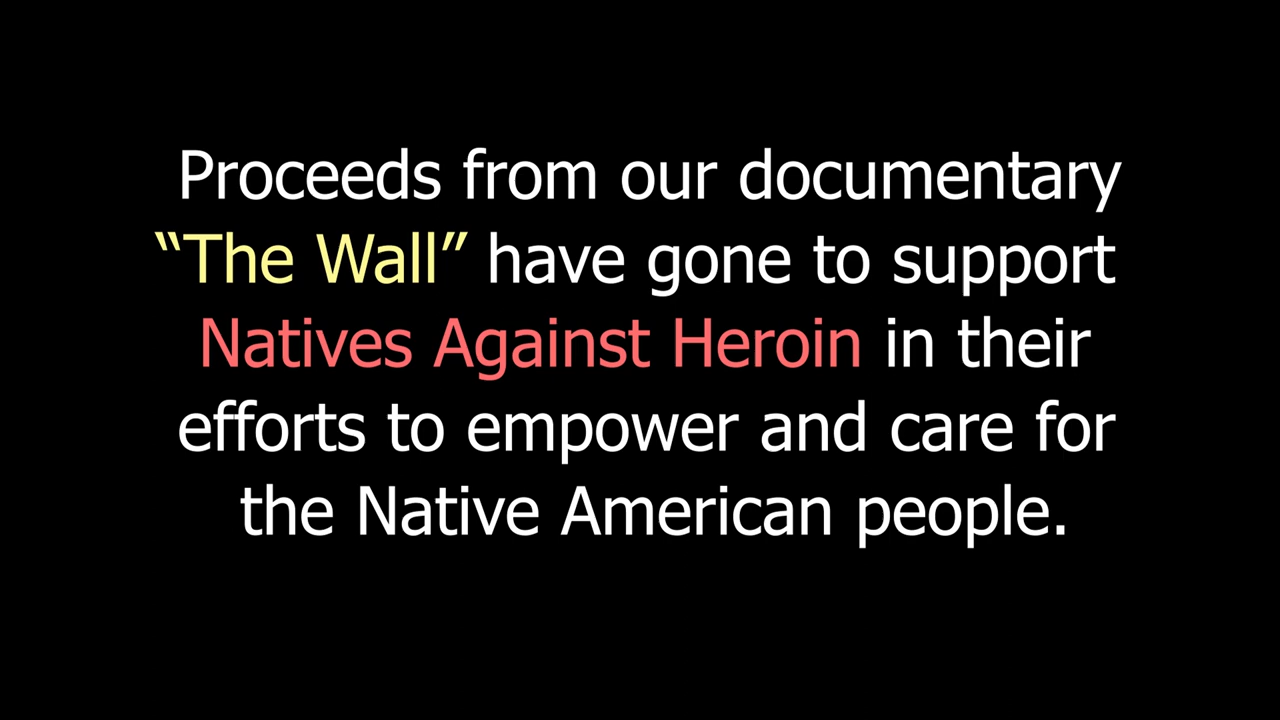 Proceeds from our documentary
“The Wall” have gone to support
Natives Against Heroin in their
efforts to empower and care for
the Native American people.